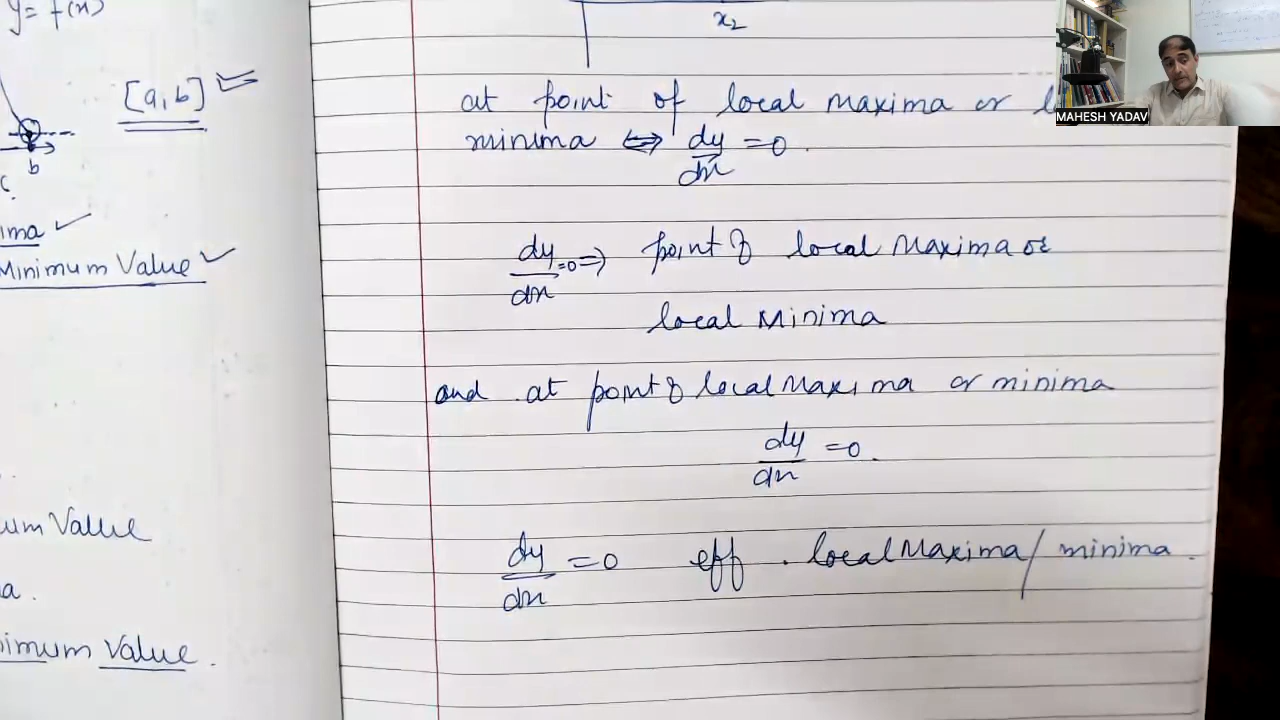 y = f(x)
[a, b]
b
c
ima
Minimum Value
um Value
a.
nimum Value.
x₂
at point of local maxima or l
minima ⇔ dy/dx = 0.
dy/dx = 0 ⇒ point of local Maxima or
local Minima
and at point of local Maxima or minima
dy/dx = 0.
dy/dx = 0 iff . local Maxima / minima.
MAHESH YADAV